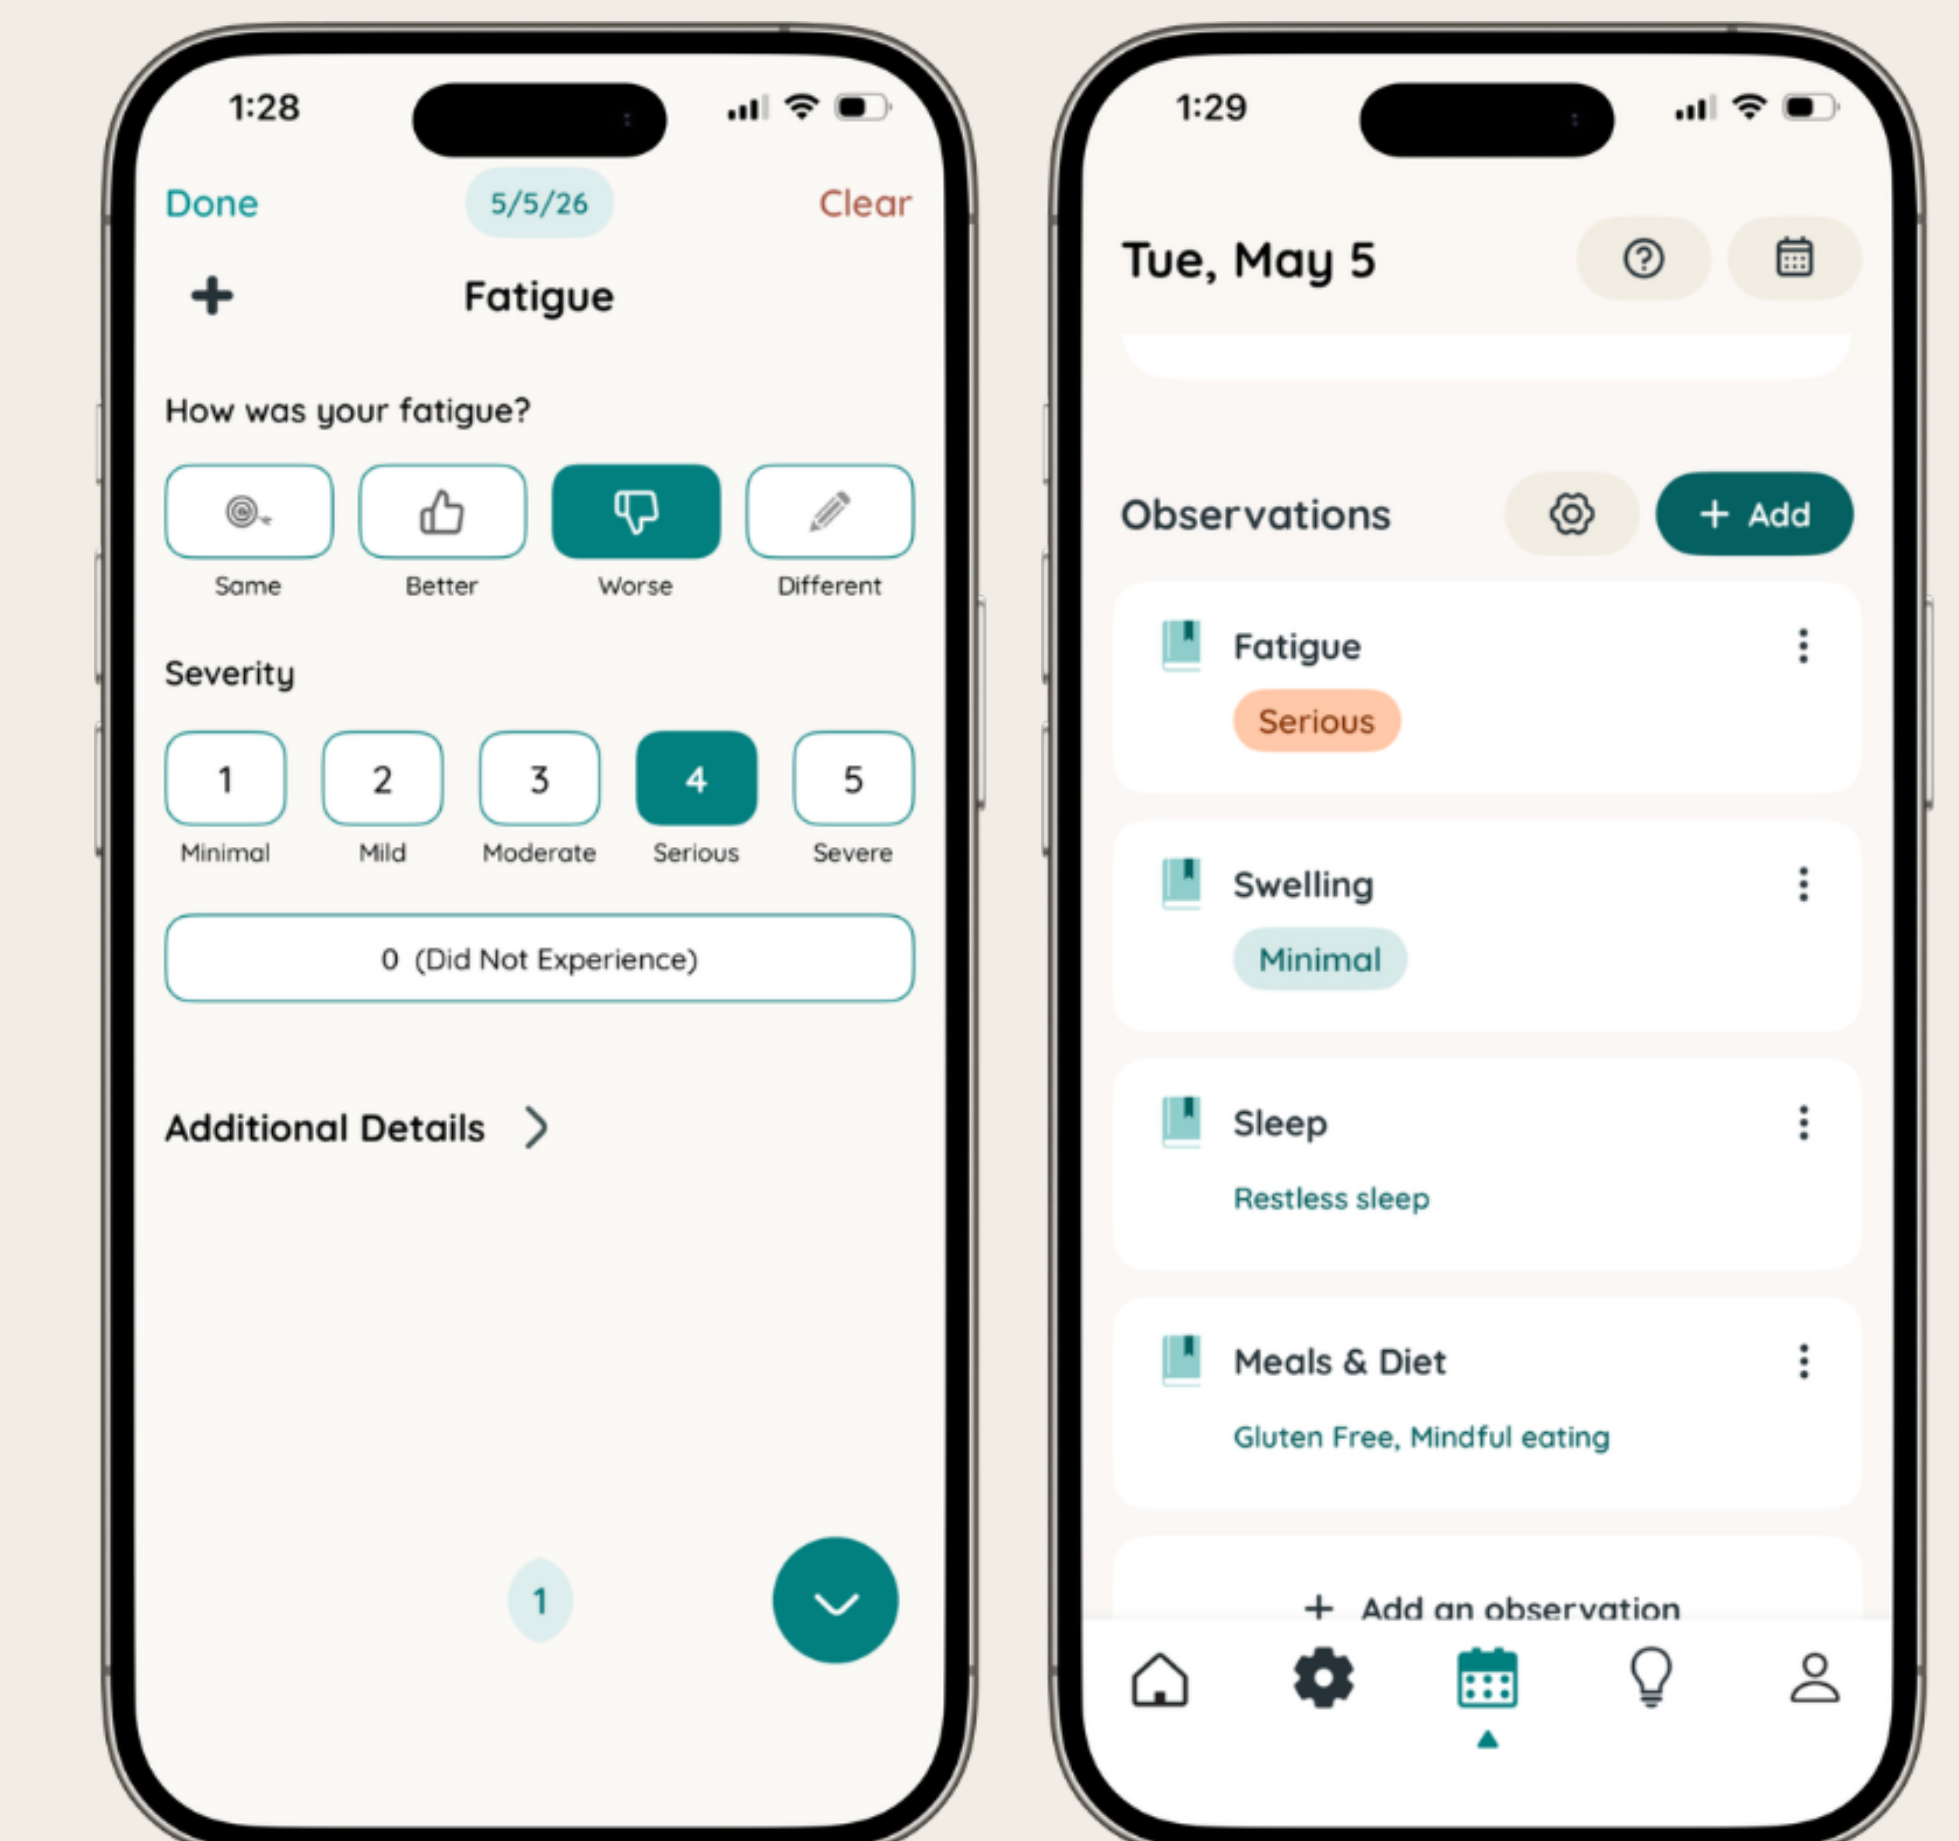 1:28
Done
5/5/26
Clear
Fatigue
How was your fatigue?
Same
Better
Worse
Different
Severity
1
2
3
4
5
Minimal
Mild
Moderate
Serious
Severe
0 (Did Not Experience)
Additional Details
1
1:29
Tue, May 5
Observations
+ Add
Fatigue
Serious
Swelling
Minimal
Sleep
Restless sleep
Meals & Diet
Gluten Free, Mindful eating
+ Add an observation